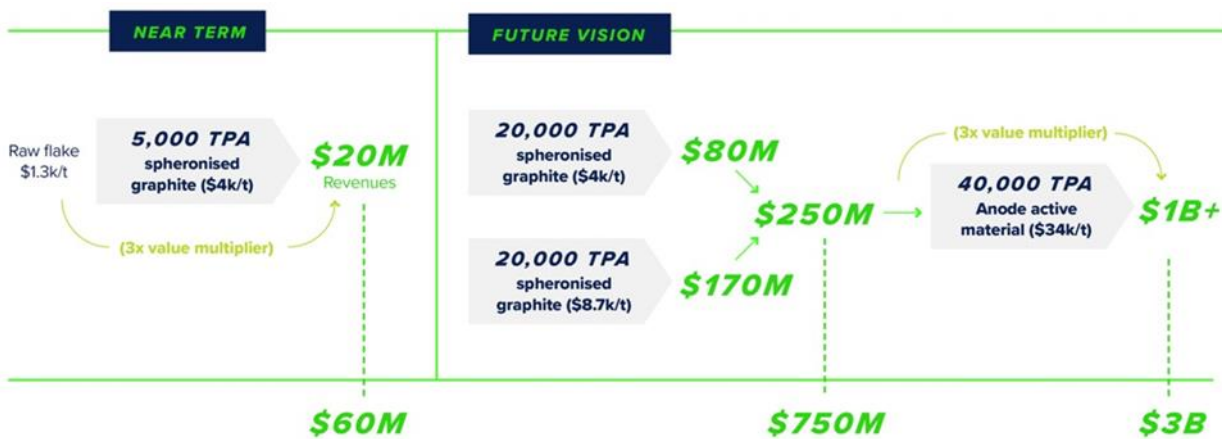 NEAR TERM
Raw flake
$1.3k/t
5,000 TPA
spheronised
graphite ($4k/t)
$20M
Revenues
(3x value multiplier)
FUTURE VISION
20,000 TPA
spheronised
graphite ($4k/t)
$80M
20,000 TPA
spheronised
graphite ($8.7k/t)
$170M
$250M
(3x value multiplier)
40,000 TPA
Anode active
material ($34k/t)
$1B+
$60M
$750M
$3B